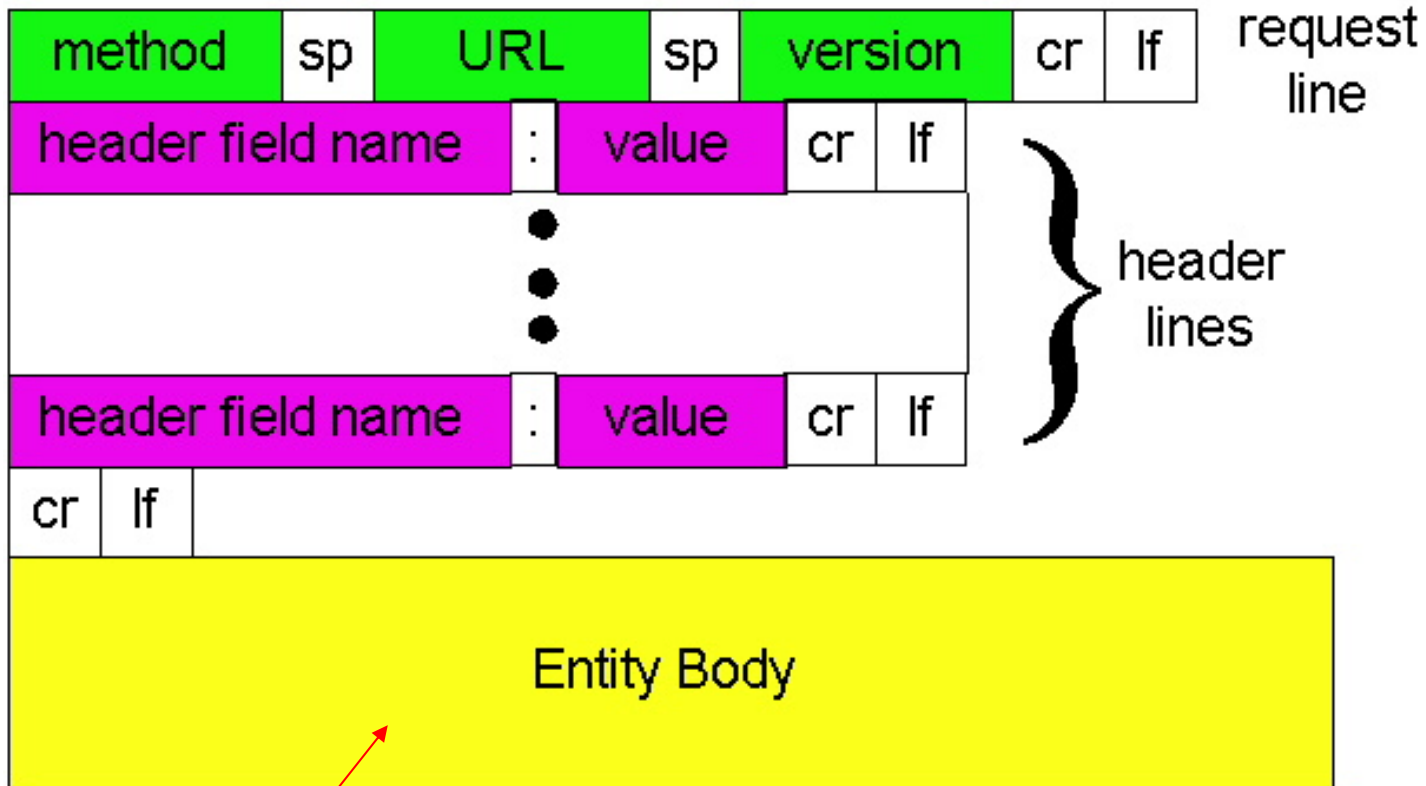 method sp URL sp version cr lf request line
header field name : value cr lf
header lines
header field name : value cr lf
cr lf
Entity Body